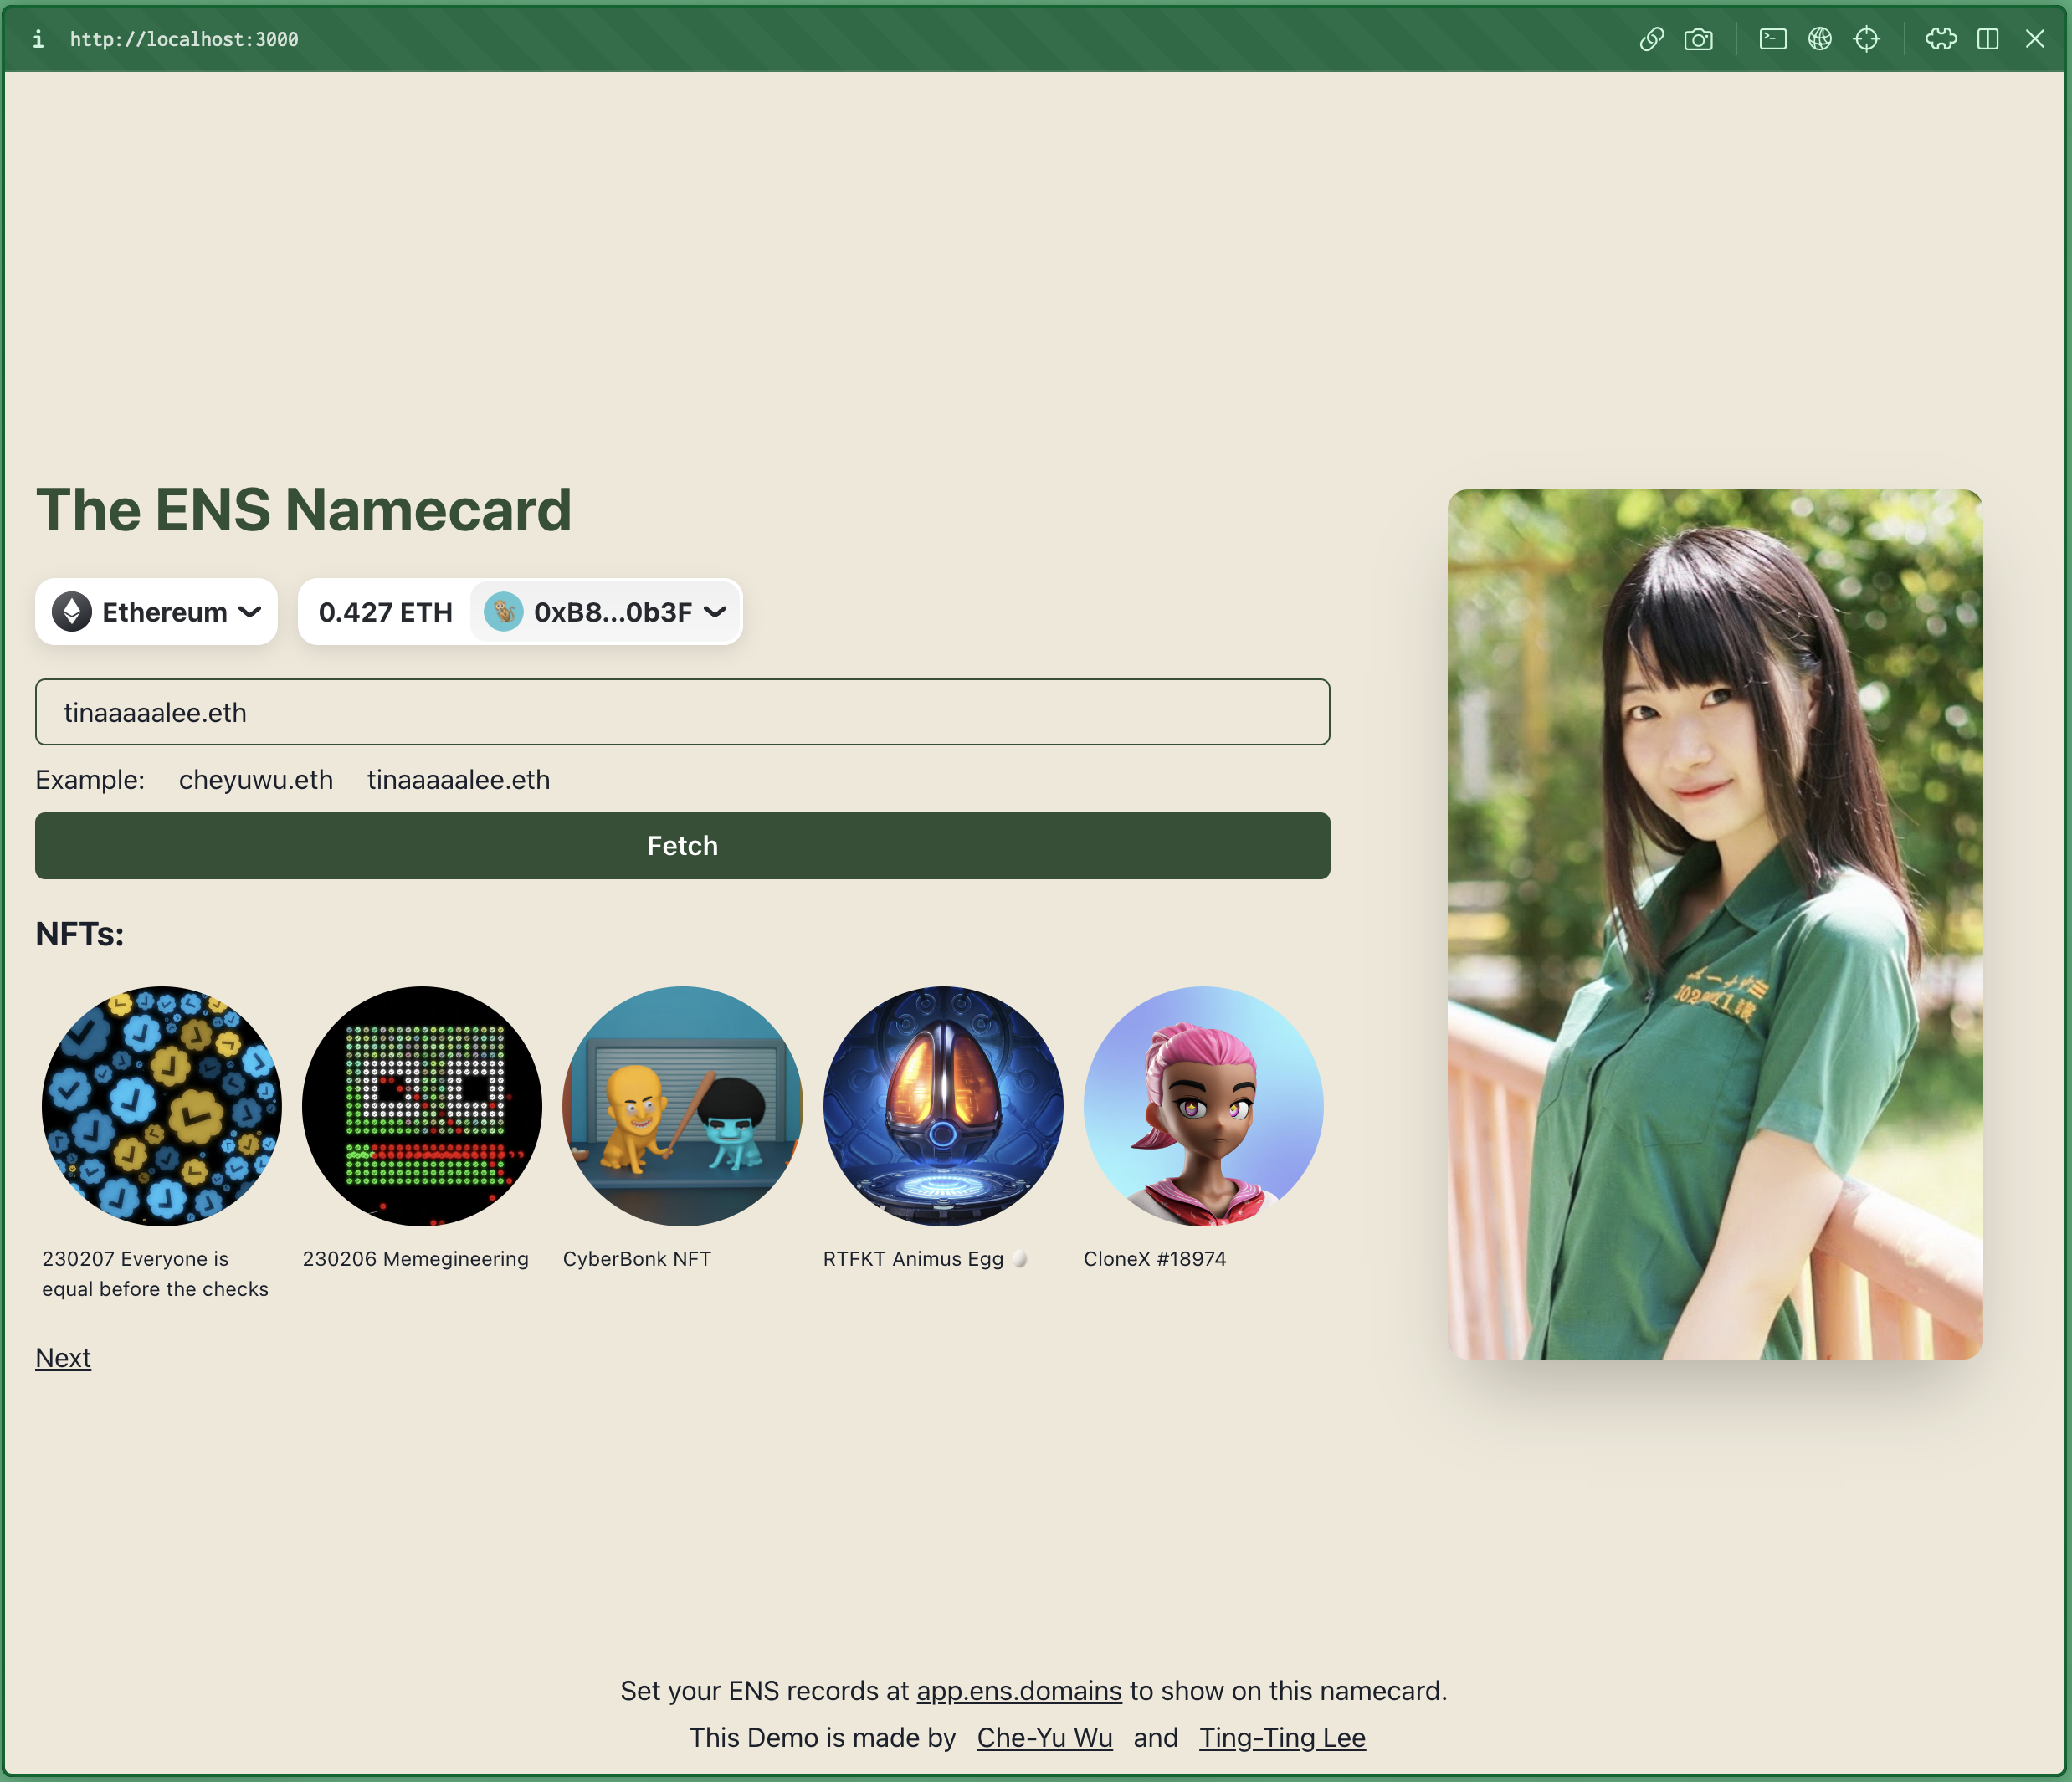 http://localhost:3000
The ENS Namecard
Ethereum
0.427 ETH
0xB8...0b3F
tinaaaaalee.eth
Example: cheyuwu.eth tinaaaaalee.eth
Fetch
NFTs:
230207 Everyone is
equal before the checks
230206 Memegineering
CyberBonk NFT
RTFKT Animus Egg 🥚
CloneX #18974
Next
Set your ENS records at app.ens.domains to show on this namecard.
This Demo is made by Che-Yu Wu and Ting-Ting Lee